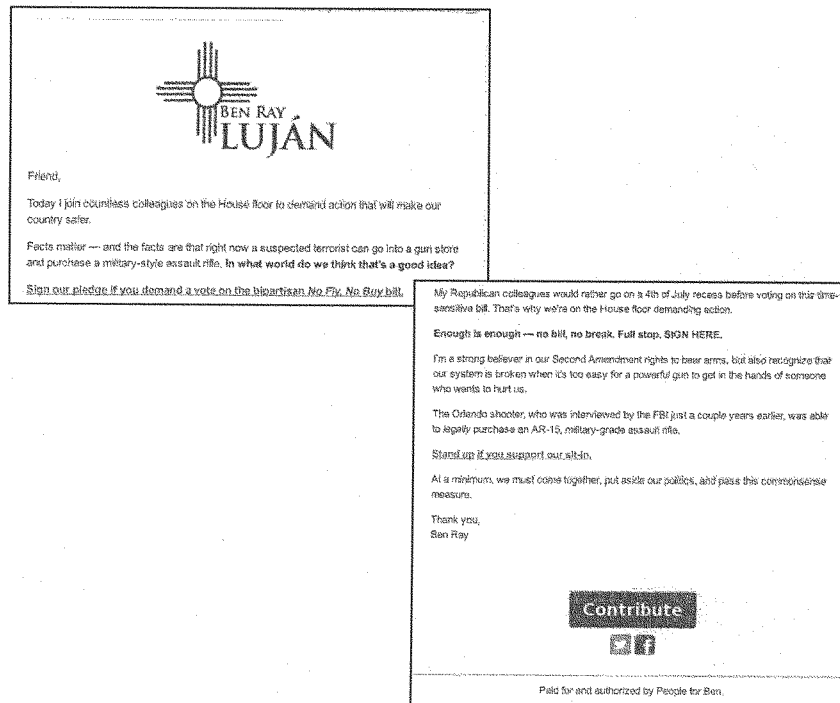 BEN RAY
LUJÁN
Friend,
Today I join countless colleagues on the House floor to demand action that will make our
country safer.
Facts matter — and the facts are that right now a suspected terrorist can go into a gun store
and purchase a military-style assault rifle. In what world do we think that's a good idea?
Sign our pledge if you demand a vote on the bipartisan No Fly, No Buy bill.
My Republican colleagues would rather go on a 4th of July recess before voting on this time-
sensitive bill. That's why we're on the House floor demanding action.
Enough is enough — no bill, no break. Full stop. SIGN HERE.
I'm a strong believer in our Second Amendment rights to bear arms, but also recognize that
our system is broken when it's too easy for a powerful gun to get in the hands of someone
who wants to hurt us.
The Orlando shooter, who was interviewed by the FBI just a couple years earlier, was able
to legally purchase an AR-15, military-grade assault rifle.
Stand up if you support our sit-in.
At a minimum, we must come together, put aside our politics, and pass this commonsense
measure.
Thank you,
Ben Ray
Contribute
Paid for and authorized by People for Ben.